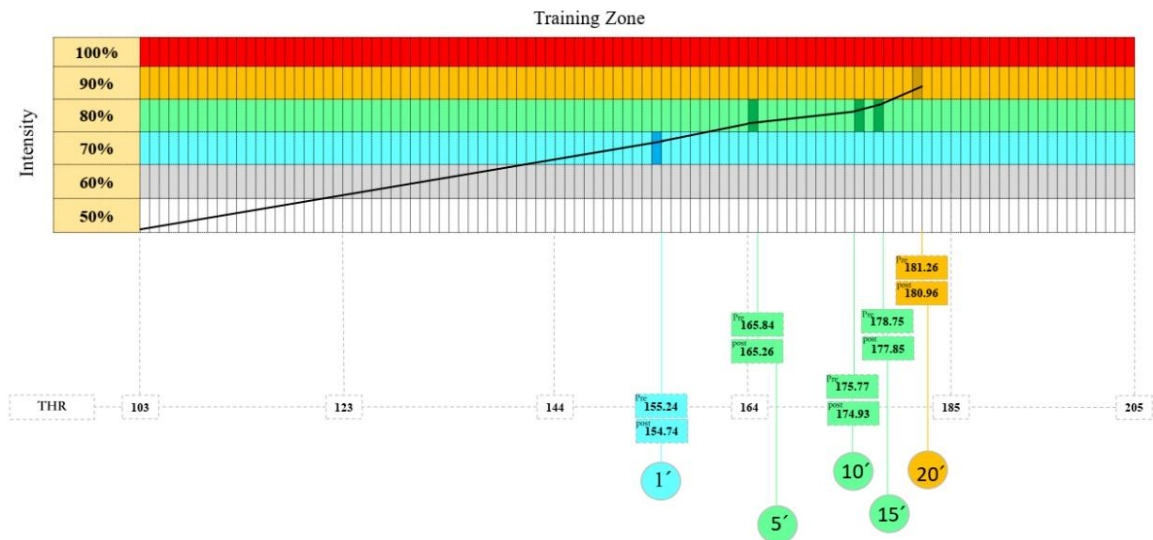 Training Zone
Intensity
100%
90%
80%
70%
60%
50%
Pre
181.26
post
180.96
Pre
165.84
post
165.26
Pre
178.75
post
177.85
Pre
175.77
post
174.93
Pre
155.24
post
154.74
THR
103
123
144
164
185
205
1´
5´
10´
15´
20´